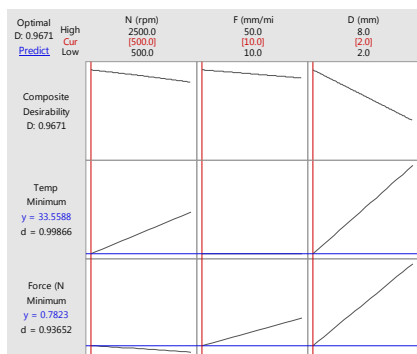 Optimal
D: 0.9671
Predict
High
Cur
Low
N (rpm)
2500.0
[500.0]
500.0
F (mm/mi
50.0
[10.0]
10.0
D (mm)
8.0
[2.0]
2.0
Composite
Desirability
D: 0.9671
Temp
Minimum
y = 33.5588
d = 0.99866
Force (N
Minimum
y = 0.7823
d = 0.93652